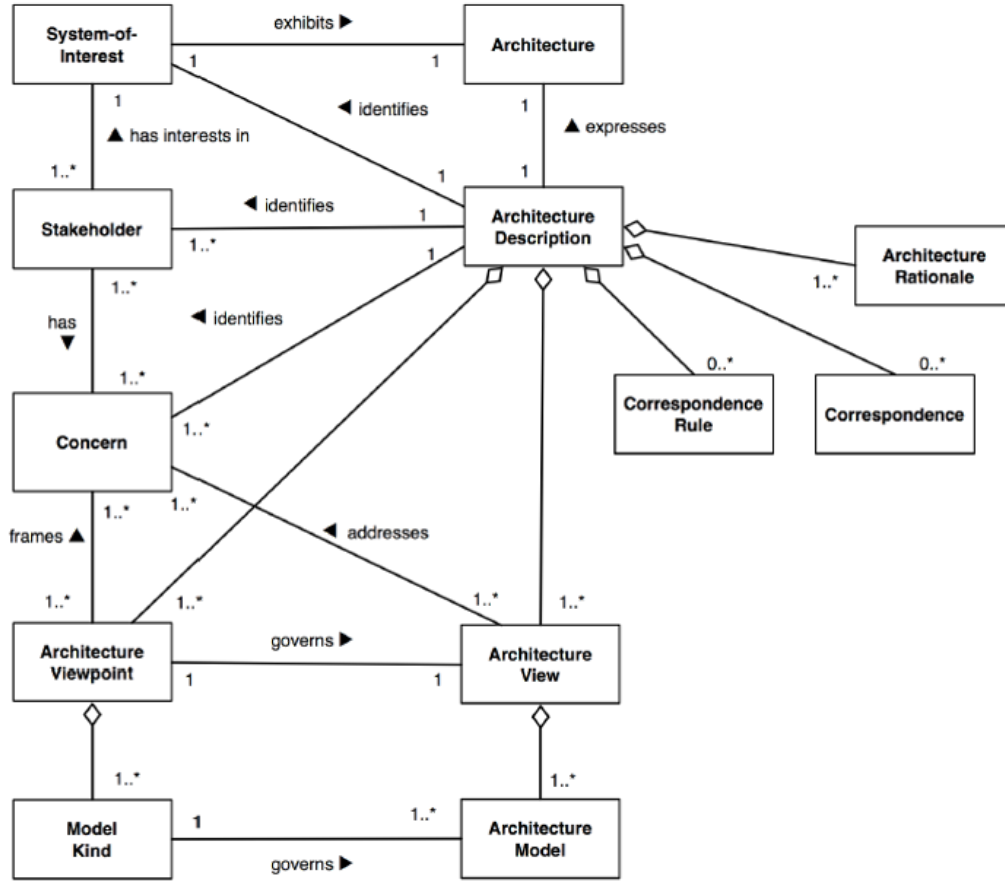 System-of-
Interest
exhibits ►
Architecture
1
1
1
1
◄ identifies
▲ has interests in
▲ expresses
1..*
1
1
Stakeholder
◄ identifies
1
1..*
Architecture
Description
1
1..*
Architecture
Rationale
1..*
has
▼
◄ identifies
1..*
0..*
0..*
Concern
1..*
Correspondence
Rule
Correspondence
1..*
1..*
frames ▲
◄ addresses
1..*
1..*
1..*
1..*
Architecture
Viewpoint
governs ►
1
1
Architecture
View
1..*
1..*
Model
Kind
1
1..*
governs ►
Architecture
Model